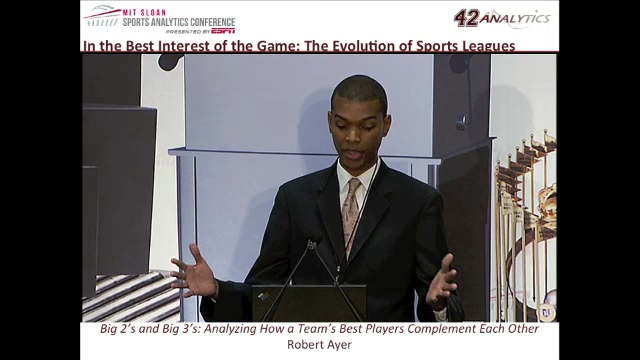 MIT SLOAN
SPORTS ANALYTICS CONFERENCE
PRESENTED BY ESPN
42 ANALYTICS
In the Best Interest of the Game: The Evolution of Sports Leagues
Big 2's and Big 3's: Analyzing How a Team's Best Players Complement Each Other
Robert Ayer